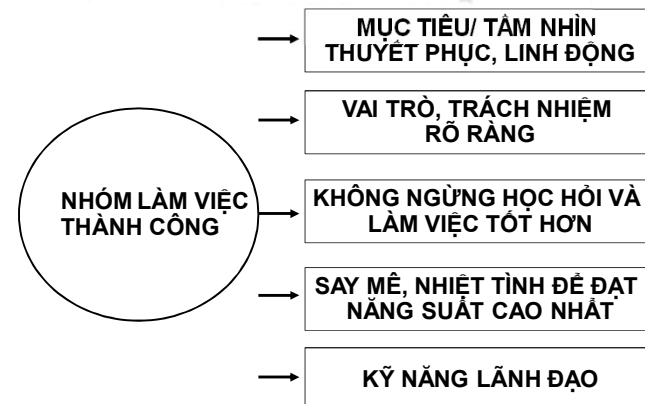 MỤC TIÊU/ TẦM NHÌN
THUYẾT PHỤC, LINH ĐỘNG
VAI TRÒ, TRÁCH NHIỆM
RÕ RÀNG
NHÓM LÀM VIỆC
THÀNH CÔNG
KHÔNG NGỪNG HỌC HỎI VÀ
LÀM VIỆC TỐT HƠN
SAY MÊ, NHIỆT TÌNH ĐỂ ĐẠT
NĂNG SUẤT CAO NHẤT
KỸ NĂNG LÃNH ĐẠO